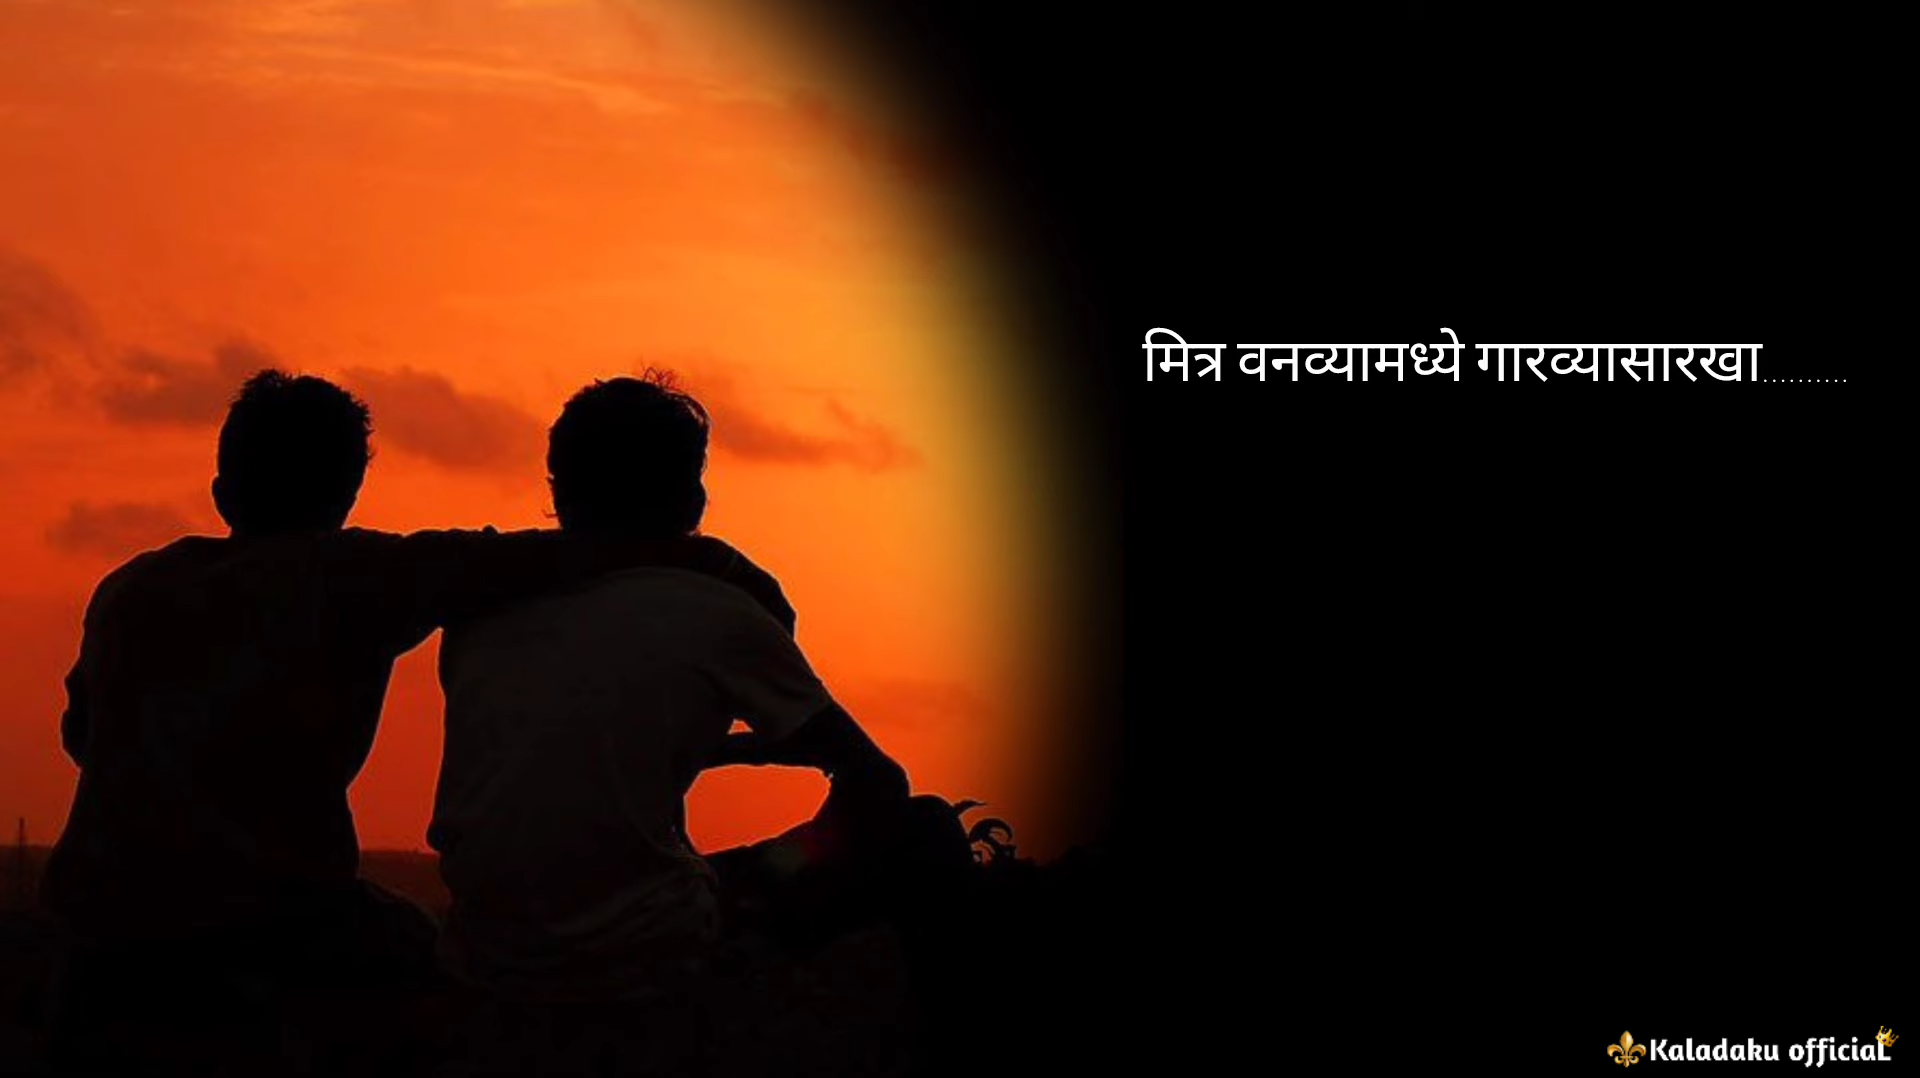 मित्र वनव्यामध्ये गारव्यासारखा..........
Kaladaku official